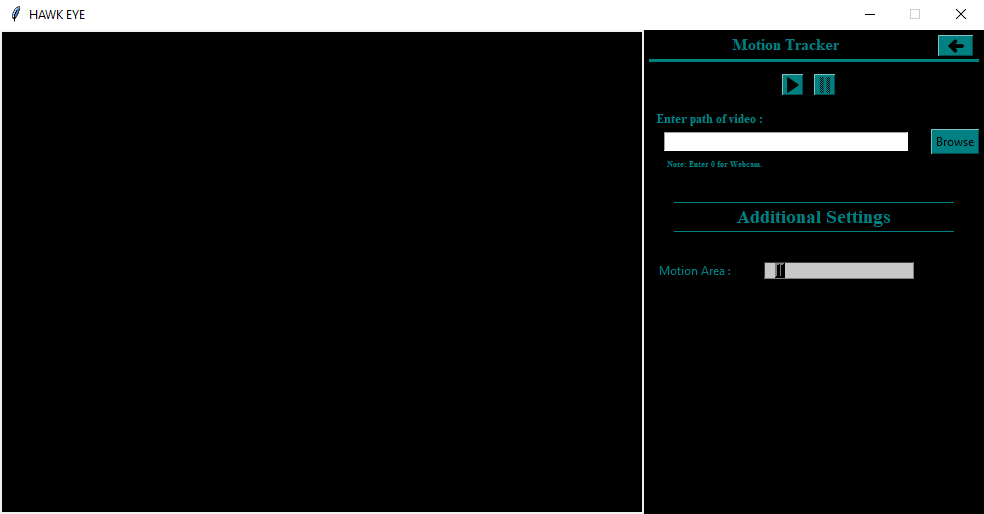 HAWK EYE
Motion Tracker
Enter path of video :
Browse
Note: Enter 0 for Webcam.
Additional Settings
Motion Area :